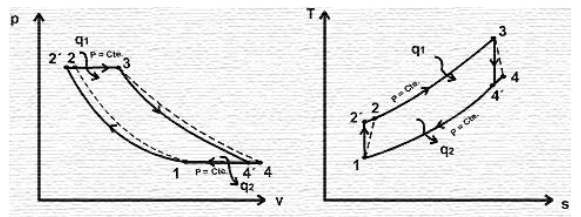 p
q1
P = Cte.
2´ 2
3
1
P = Cte.
4´ 4
q2
v
T
3
q1
4
P = Cte.
4´
2´ 2
P = Cte.
q2
1
s